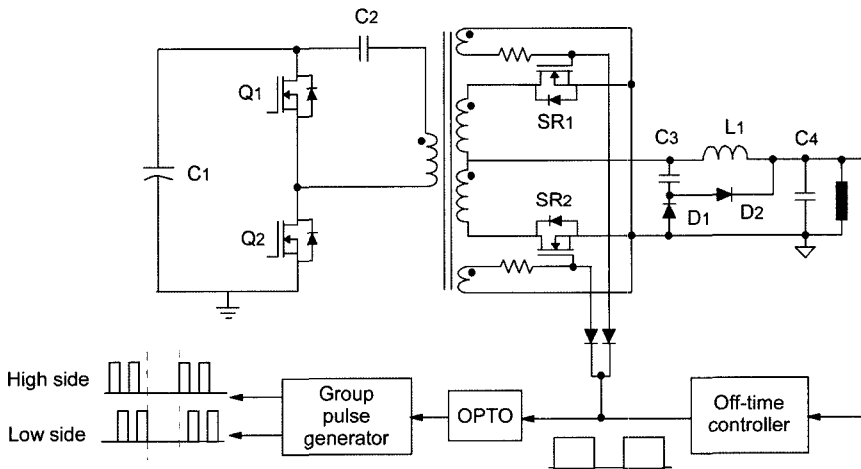 C2
Q1
SR1
C3
L1
C4
C1
SR2
D1
D2
Q2
High side
Low side
Group
pulse
generator
OPTO
Off-time
controller